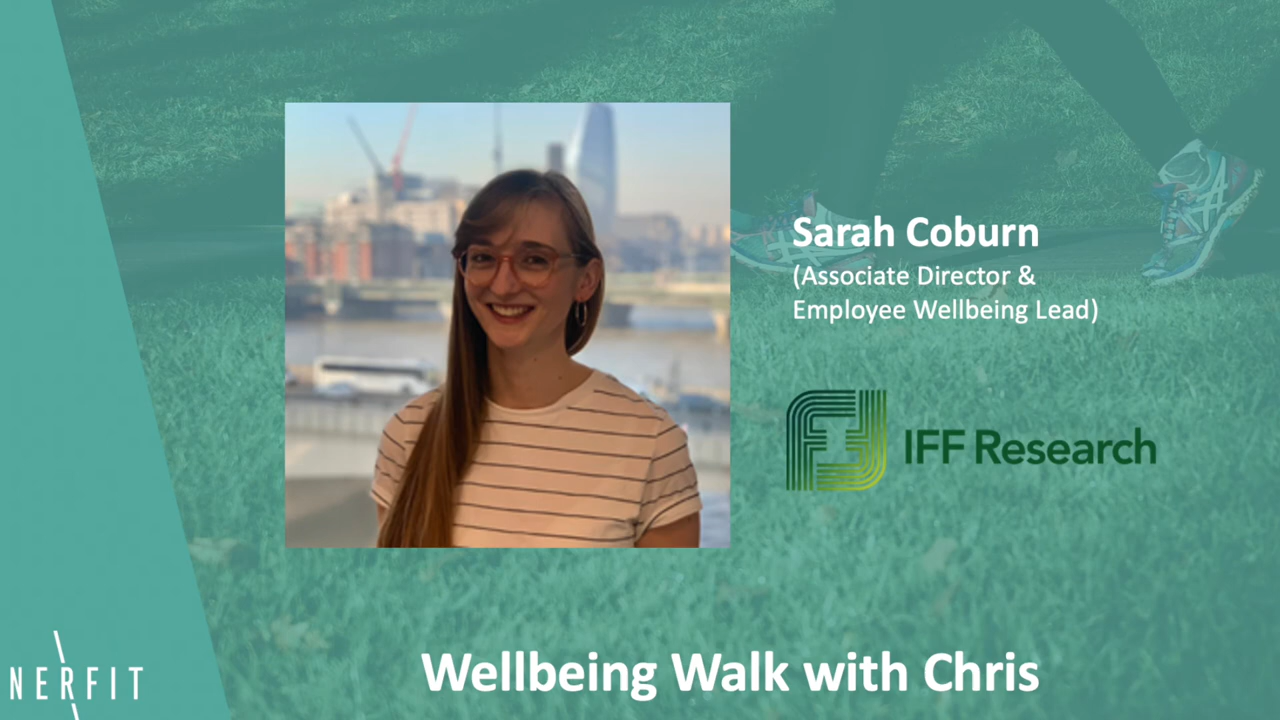 Sarah Coburn
(Associate Director &
Employee Wellbeing Lead)
IFF Research
Wellbeing Walk with Chris
NERFIT